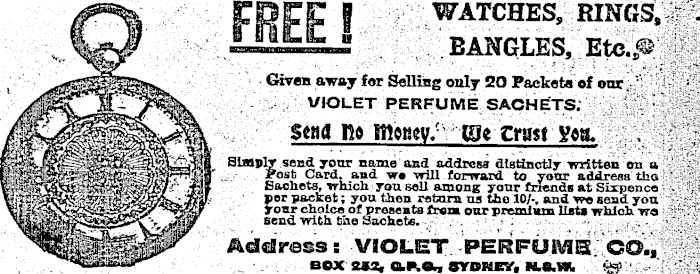 FREE! WATCHES, RINGS,
BANGLES, Etc.,
Given away for Selling only 20 Packets of our
VIOLET PERFUME SACHETS.
Send No Money. We Trust You.
Simply send your name and address distinctly written on a
Post Card, and we will forward to your address the
Sachets, which you sell among your friends at Sixpence
per packet; you then return us the 10/-, and we send you
your choice of presents from our premium lists which we
send with the Sachets.
Address: VIOLET PERFUME CO.,
BOX 252, G.P.O., SYDNEY, N.S.W.